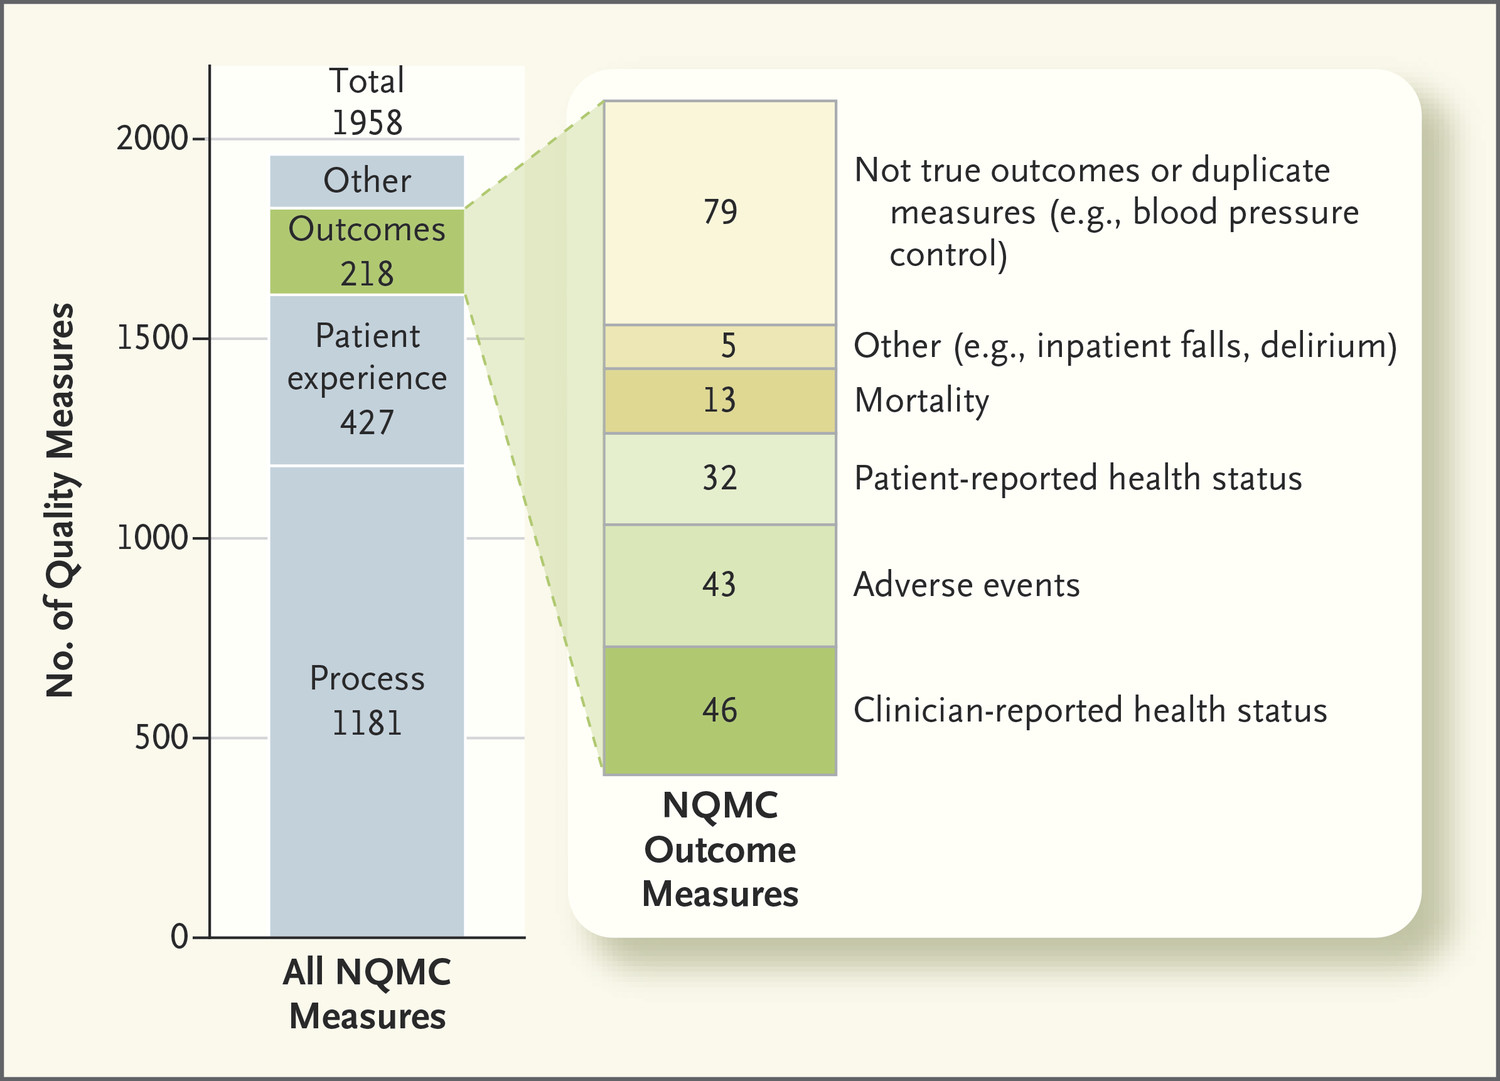 No. of Quality Measures
2000
1500
1000
500
0
Total
1958
Other
Outcomes
218
Patient
experience
427
Process
1181
All NQMC
Measures
79
Not true outcomes or duplicate
measures (e.g., blood pressure
control)
5
Other (e.g., inpatient falls, delirium)
13
Mortality
32
Patient-reported health status
43
Adverse events
46
Clinician-reported health status
NQMC
Outcome
Measures